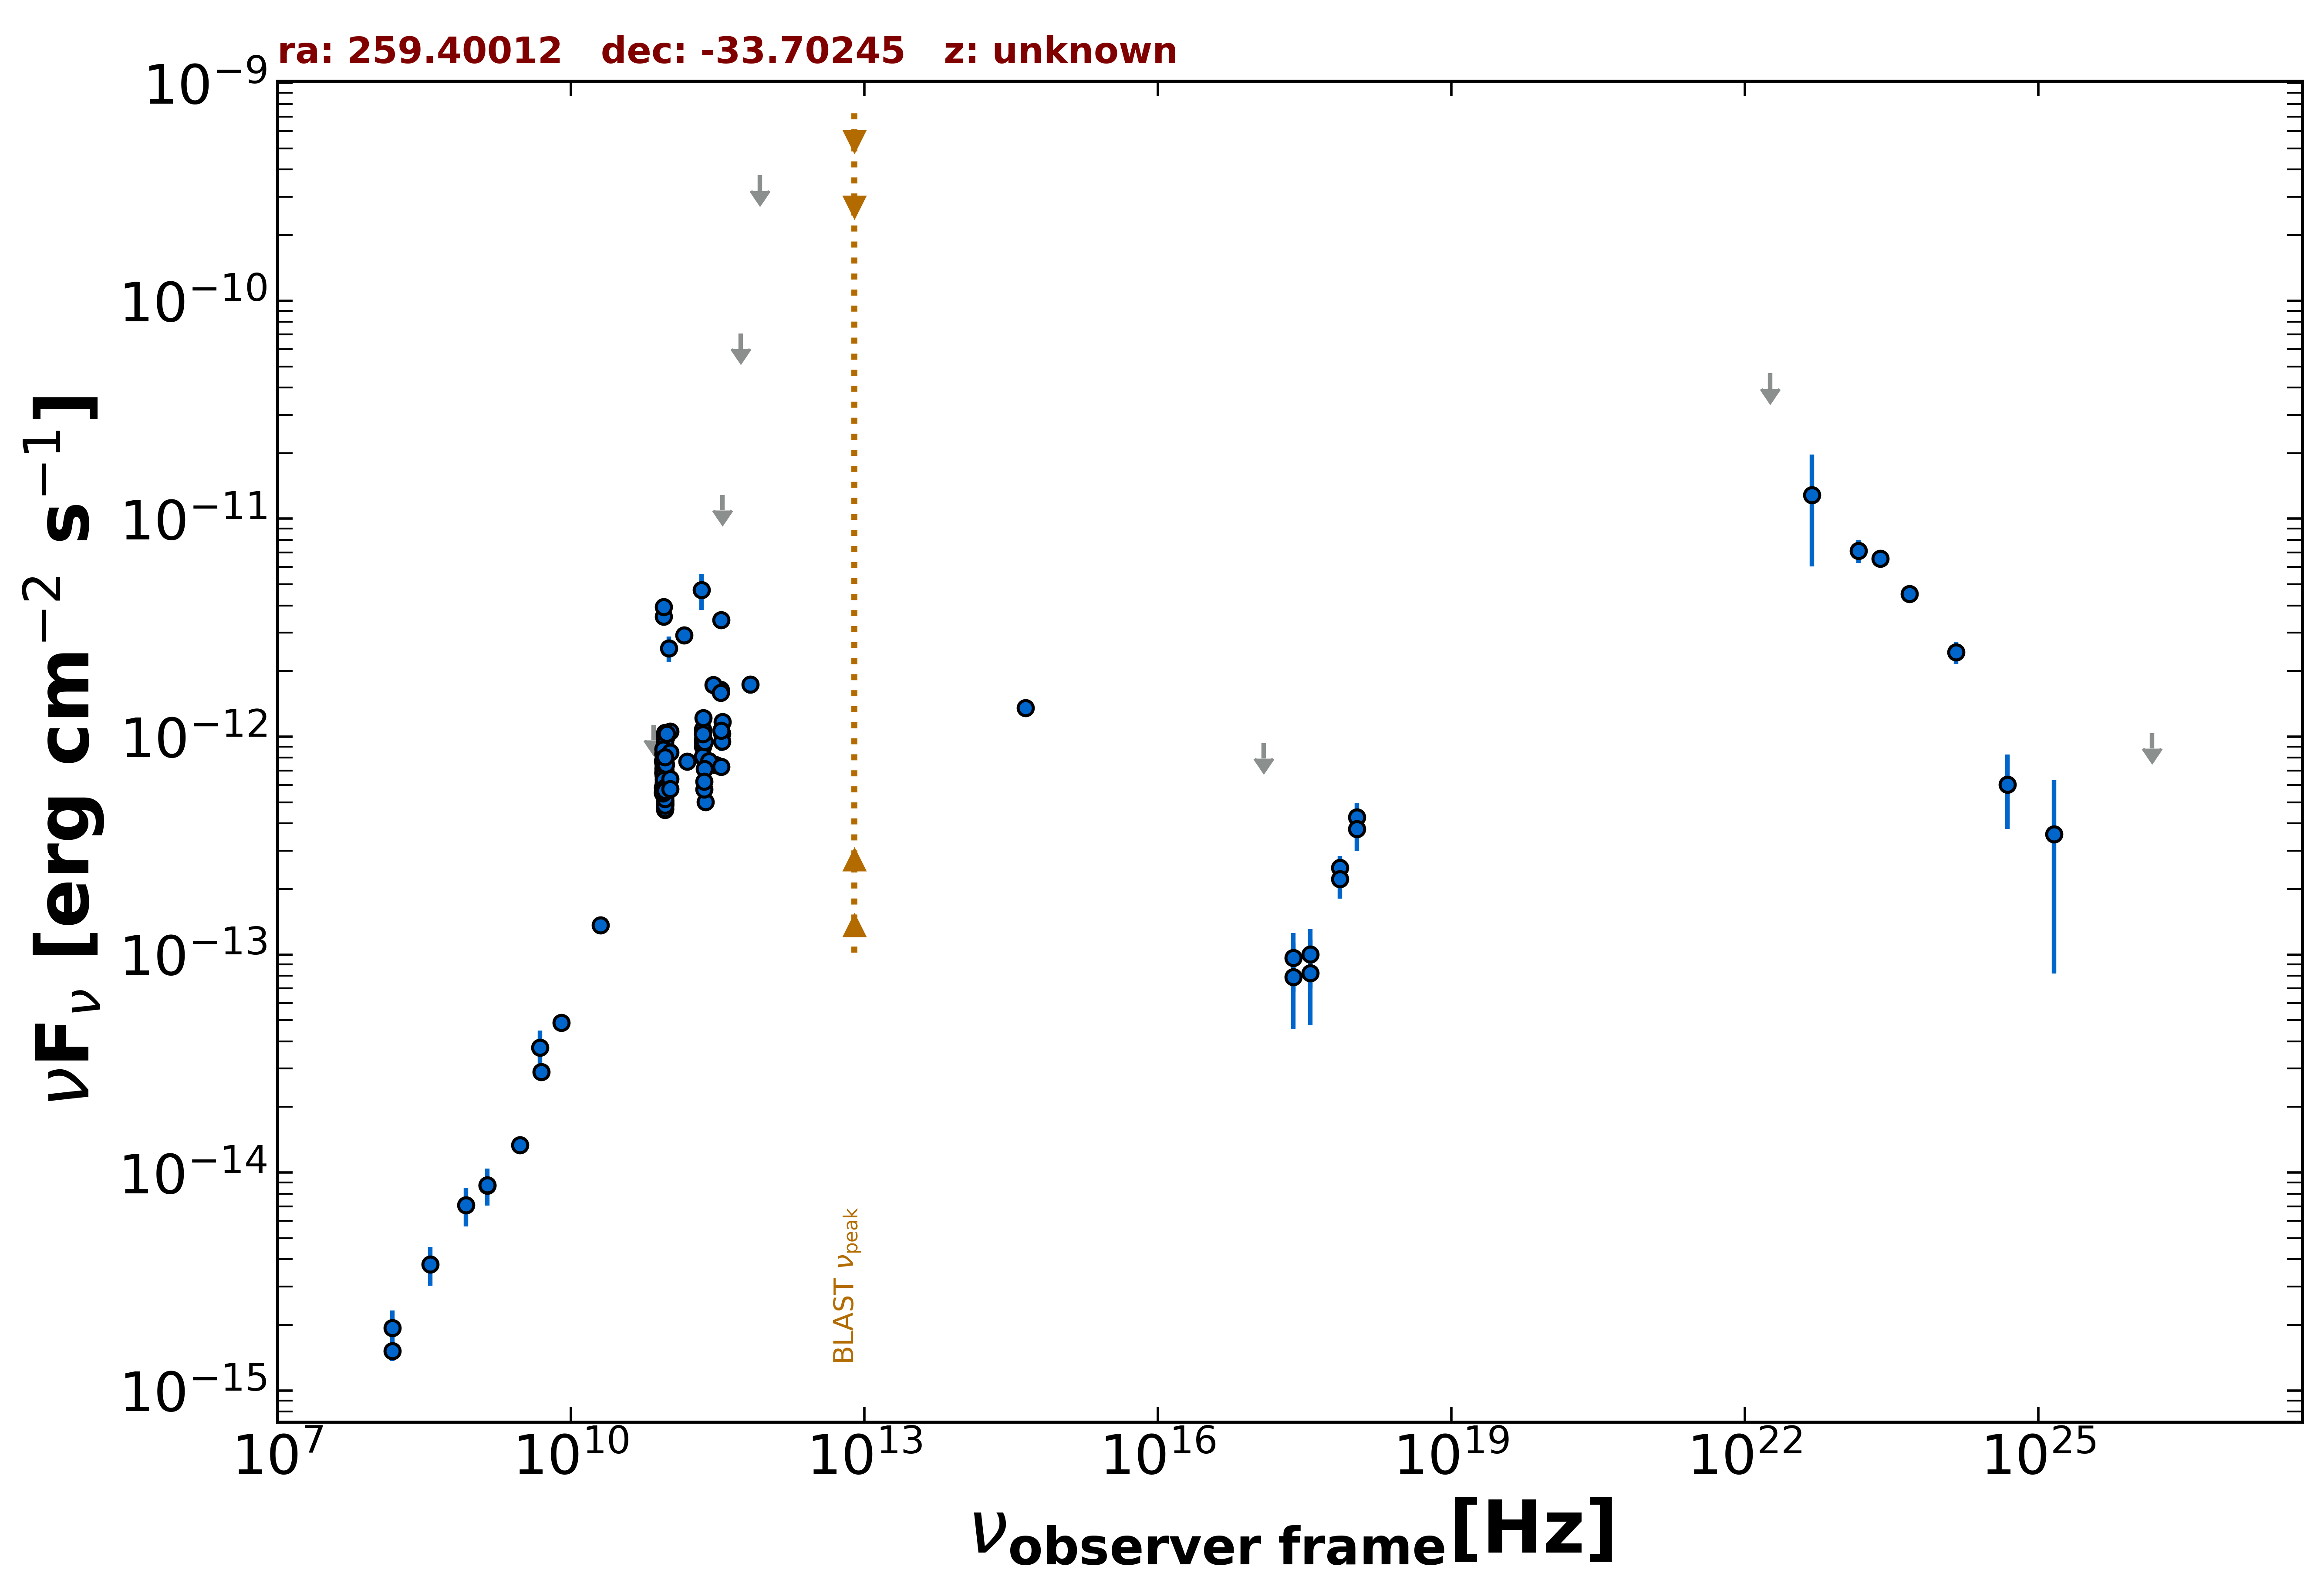 ra: 259.40012 dec: -33.70245 z: unknown
10⁻⁹
10⁻¹⁰
10⁻¹¹
10⁻¹²
10⁻¹³
10⁻¹⁴
10⁻¹⁵
νFν [erg cm⁻² s⁻¹]
BLAST νpeak
10⁷ 10¹⁰ 10¹³ 10¹⁶ 10¹⁹ 10²² 10²⁵
νobserver frame[Hz]